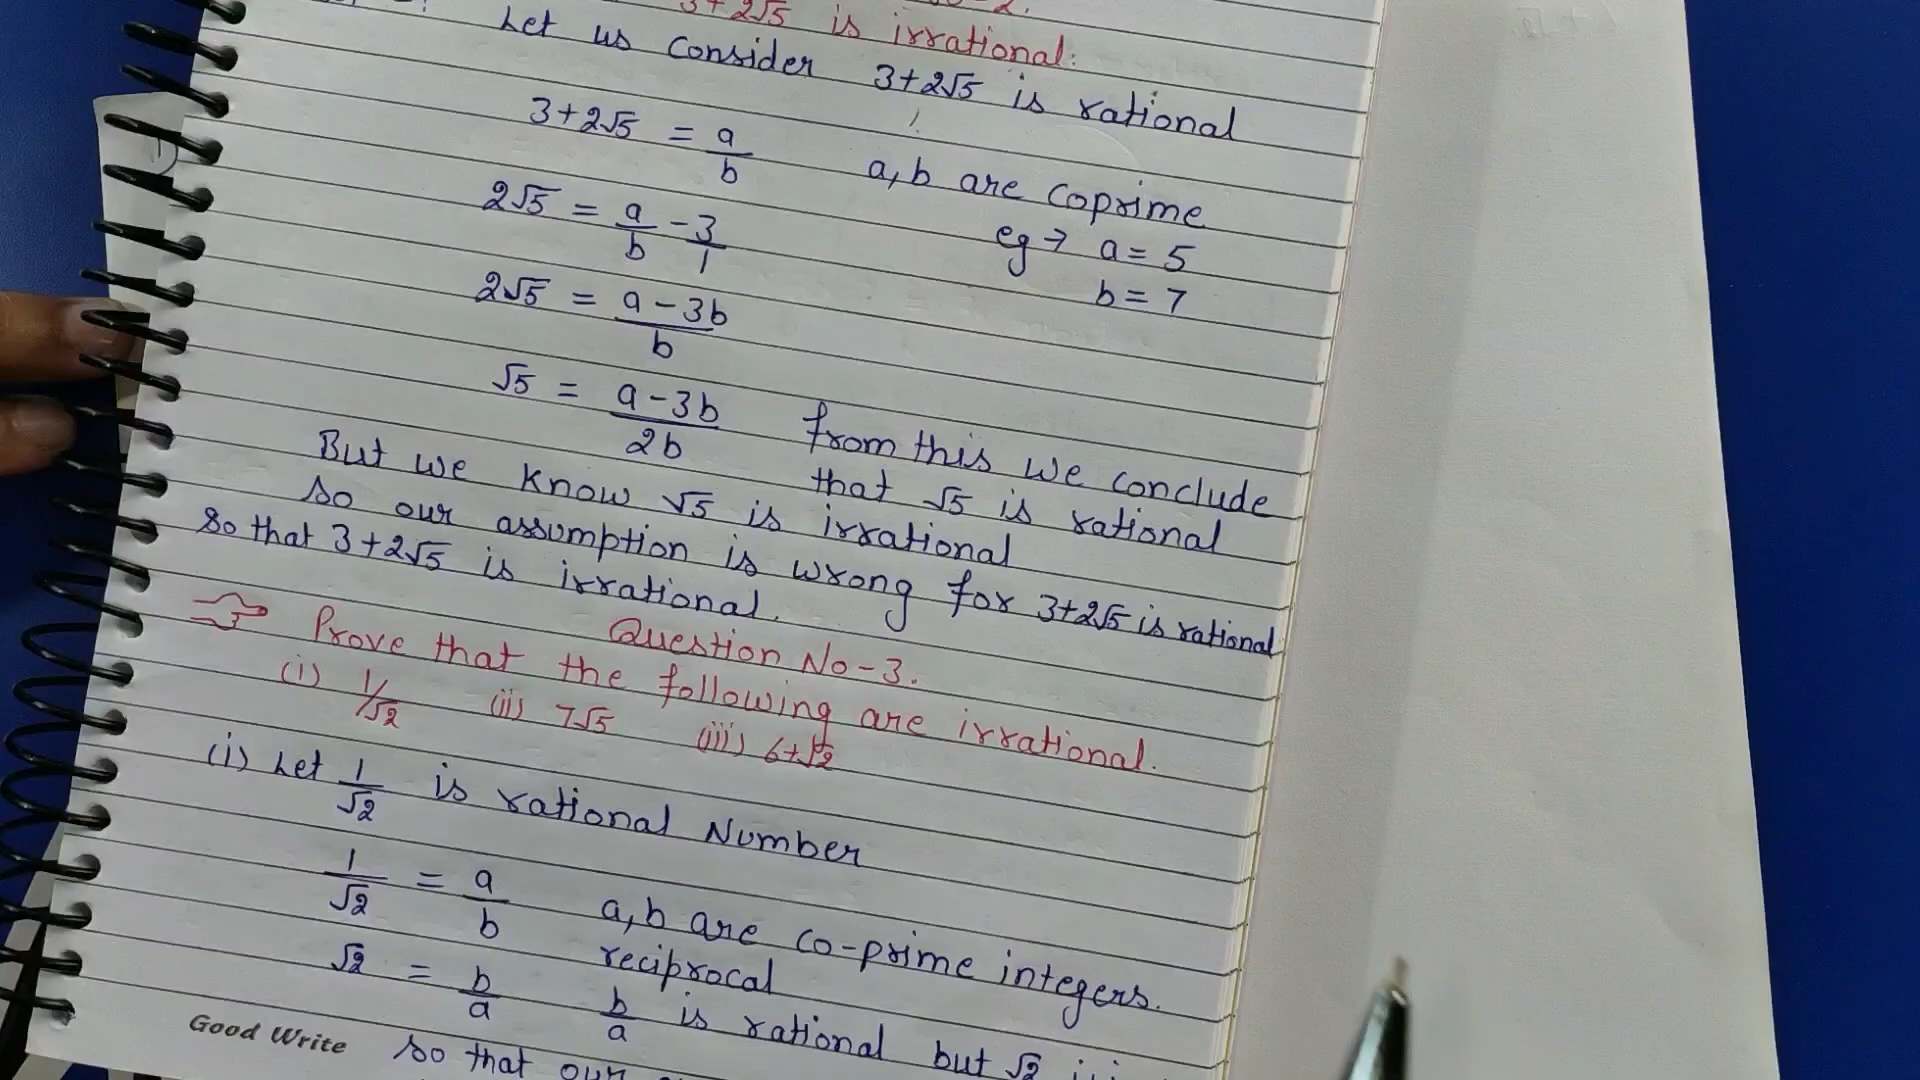 3+2√5 is irrational:
Let us Consider 3+2√5 is rational
3+2√5 = a/b a,b are Coprime
2√5 = a/b - 3/1 eg → a = 5
b = 7
2√5 = a-3b/b
√5 = a-3b/2b from this we conclude
that √5 is rational
But we know √5 is irrational
so our assumption is wrong for 3+2√5 is rational
So that 3+2√5 is irrational.
Question No-3.
Prove that the following are irrational.
(i) 1/√2 (ii) 7√5 (iii) 6+√2
(i) Let 1/√2 is rational Number
1/√2 = a/b a,b are co-prime integers.
√2 = b/a reciprocal
b/a is rational but √2
Good Write
so that our